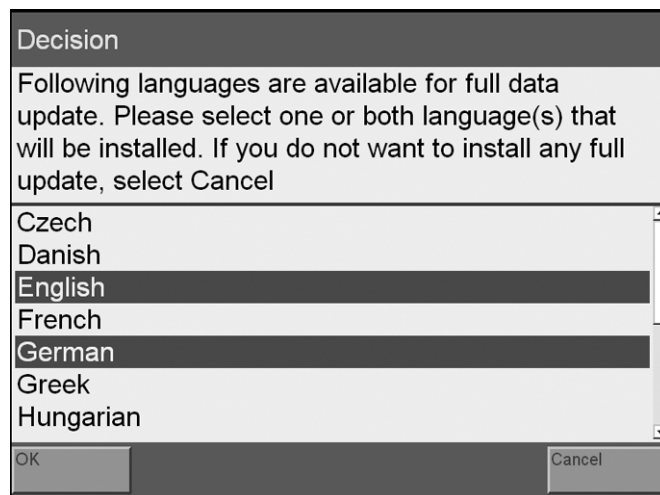 Decision
Following languages are available for full data
update. Please select one or both language(s) that
will be installed. If you do not want to install any full
update, select Cancel
Czech
Danish
English
French
German
Greek
Hungarian
OK
Cancel